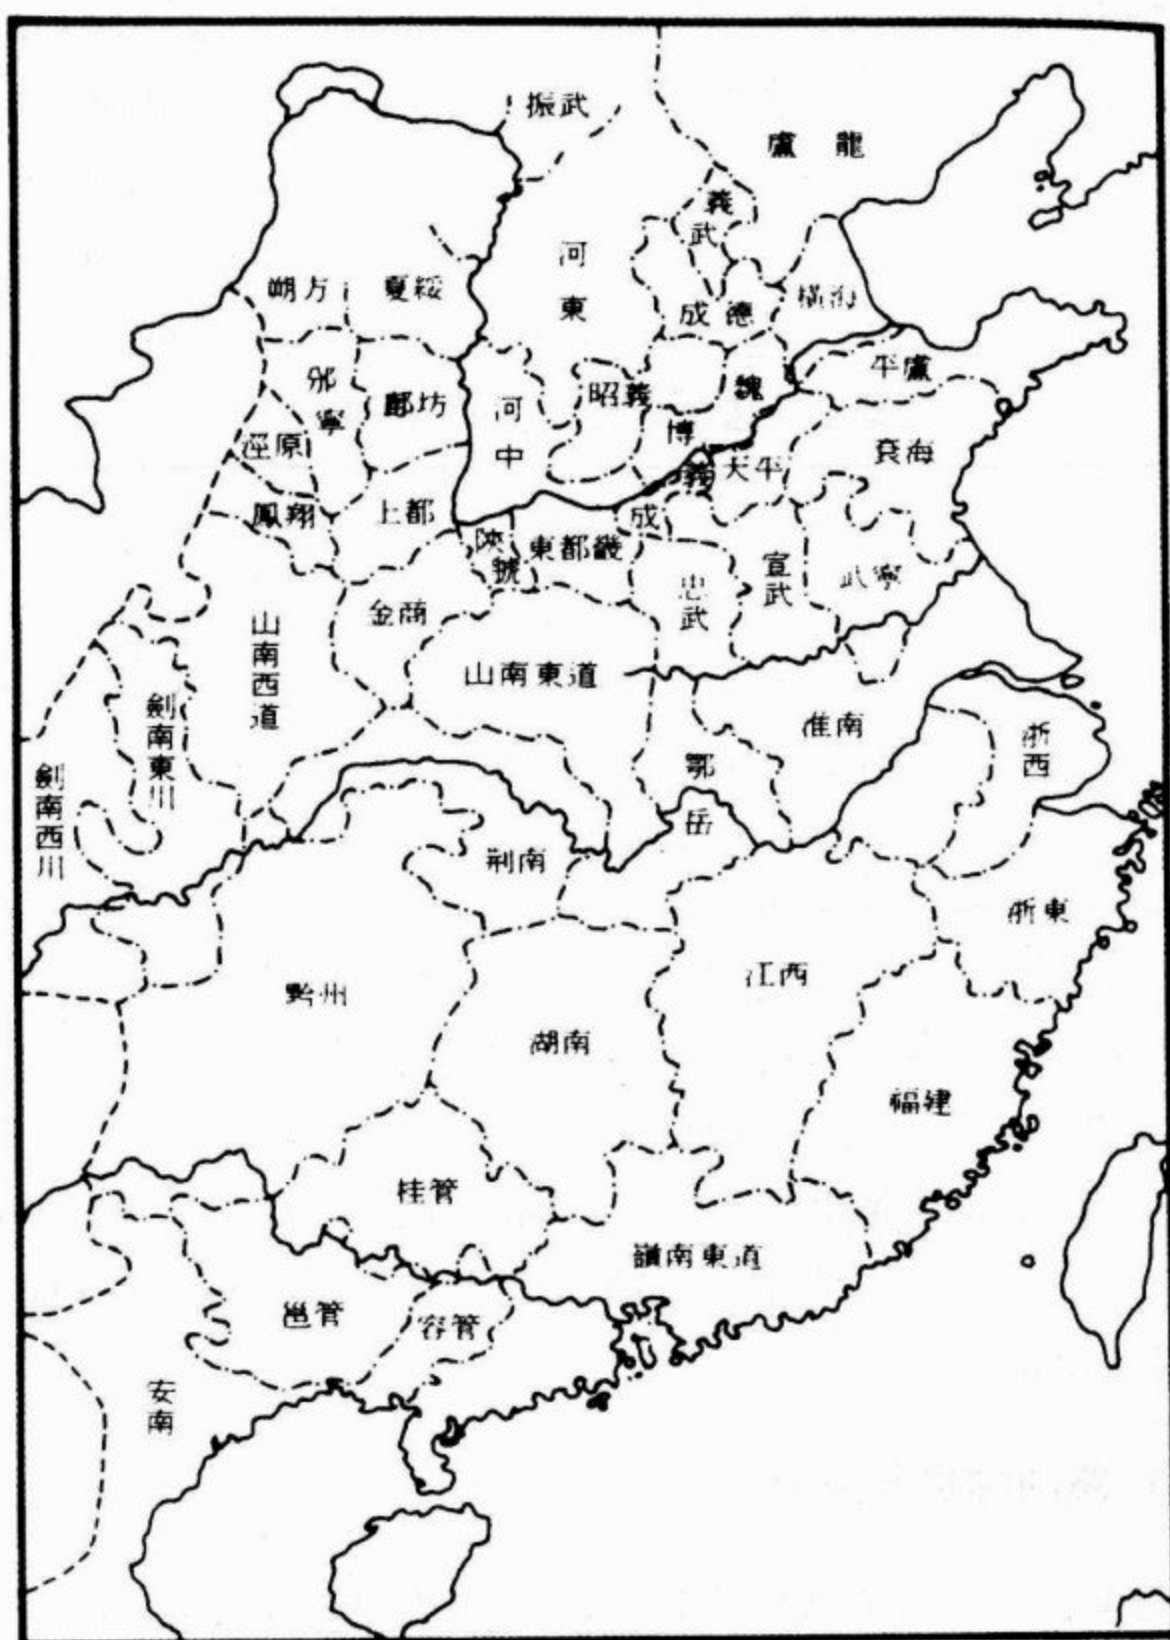 振武
盧龍
義武
河東
朔方
夏綏
成德
橫海
邠寧
鄜坊
河中
昭義
魏博
平盧
涇原
天平
兗海
鳳翔
上都
陝虢
東都畿
義成
忠武
宣武
武寧
金商
山南西道
山南東道
劍南東川
劍南西川
淮南
浙西
鄂岳
荆南
浙東
黔州
湖南
江西
福建
桂管
嶺南東道
邕管
容管
安南